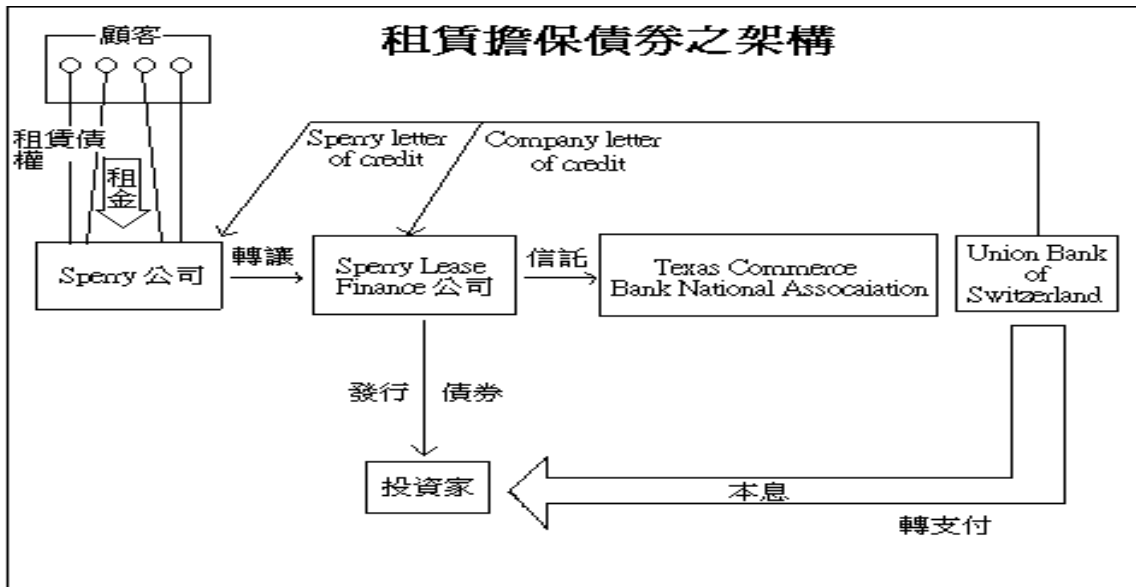 租賃擔保債券之架構
顧客
租賃債
權
租
金
Sperry letter
of credit
Company letter
of credit
Sperry 公司
轉讓
Sperry Lease
Finance 公司
信託
Texas Commerce
Bank National Assocaiation
Union Bank
of
Switzerland
發行 債券
投資家
本息
轉支付